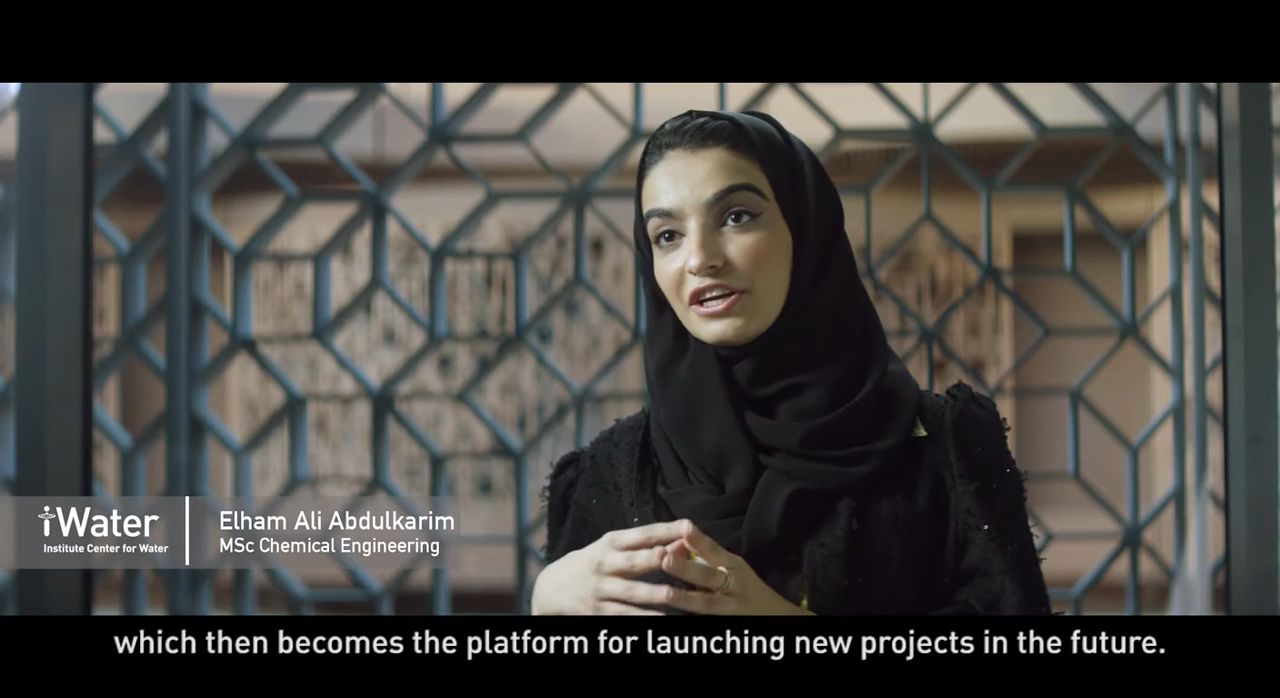 iWater
Institute Center for Water
Elham Ali Abdulkarim
MSc Chemical Engineering
which then becomes the platform for launching new projects in the future.